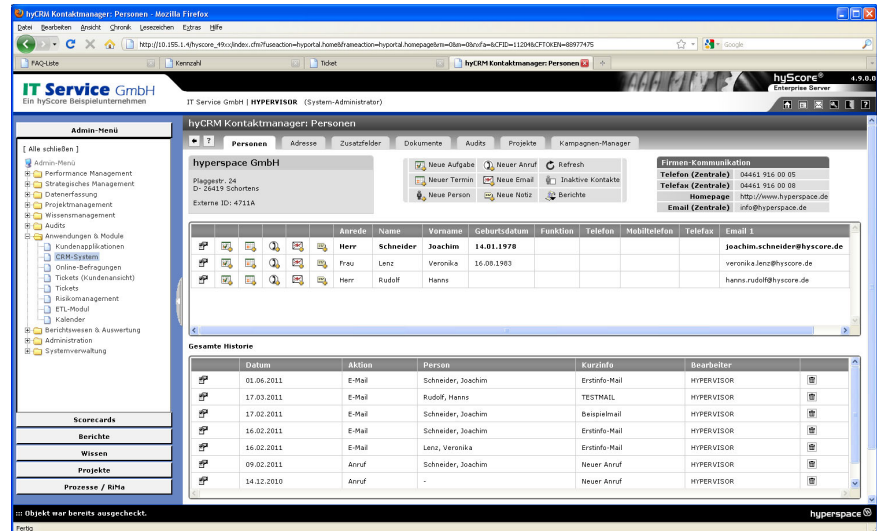 hyCRM Kontaktmanager: Personen - Mozilla Firefox
Datei Bearbeiten Ansicht Chronik Lesezeichen Extras Hilfe
http://10.155.1.4/hyscore_49xx/index.cfm?fuseaction=hyportal.home&frameaction=hyportal.homepage&rm=0&m=0&nxfa=&CFID=11204&CFTOKEN=88977475
Google
FAQ-Liste Kennzahl Ticket hyCRM Kontaktmanager: Personen
IT Service GmbH
Ein hyScore Beispielunternehmen
IT Service GmbH | HYPERVISOR (System-Administrator)
hyScore® 4.9.0.0
Enterprise Server
Admin-Menü
[ Alle schließen ]
Admin-Menü
Performance Management
Strategisches Management
Datenerfassung
Projektmanagement
Wissensmanagement
Audits
Anwendungen & Module
Kundenapplikationen
CRM-System
Online-Befragungen
Tickets (Kundenansicht)
Tickets
Risikomanagement
ETL-Modul
Kalender
Berichtswesen & Auswertung
Administration
Systemverwaltung
Scorecards
Berichte
Wissen
Projekte
Prozesse / RiMa
hyCRM Kontaktmanager: Personen
? Personen Adresse Zusatzfelder Dokumente Audits Projekte Kampagnen-Manager
hyperspace GmbH
Plaggestr. 24
D- 26419 Schortens
Externe ID: 4711A
Neue Aufgabe Neuer Anruf Refresh
Neuer Termin Neue Email Inaktive Kontakte
Neue Person Neue Notiz Berichte
Firmen-Kommunikation
Telefon (Zentrale) 04461 916 00 05
Telefax (Zentrale) 04461 916 00 08
Homepage http://www.hyperspace.de
Email (Zentrale) info@hyperspace.de
Anrede Name Vorname Geburtsdatum Funktion Telefon Mobiltelefon Telefax Email 1
Herr Schneider Joachim 14.01.1978 joachim.schneider@hyscore.de
Frau Lenz Veronika 16.08.1983 veronika.lenz@hyscore.de
Herr Rudolf Hanns hanns.rudolf@hyscore.de
Gesamte Historie
Datum Aktion Person Kurzinfo Bearbeiter
01.06.2011 E-Mail Schneider, Joachim Erstinfo-Mail HYPERVISOR
17.03.2011 E-Mail Rudolf, Hanns TESTMAIL HYPERVISOR
17.02.2011 E-Mail Schneider, Joachim Beispielmail HYPERVISOR
16.02.2011 E-Mail Schneider, Joachim Erstinfo-Mail HYPERVISOR
16.02.2011 E-Mail Lenz, Veronika Erstinfo-Mail HYPERVISOR
09.02.2011 Anruf Schneider, Joachim Neuer Anruf HYPERVISOR
14.12.2010 Anruf - Neuer Anruf HYPERVISOR
::: Objekt war bereits ausgecheckt.
hyperspace
Fertig